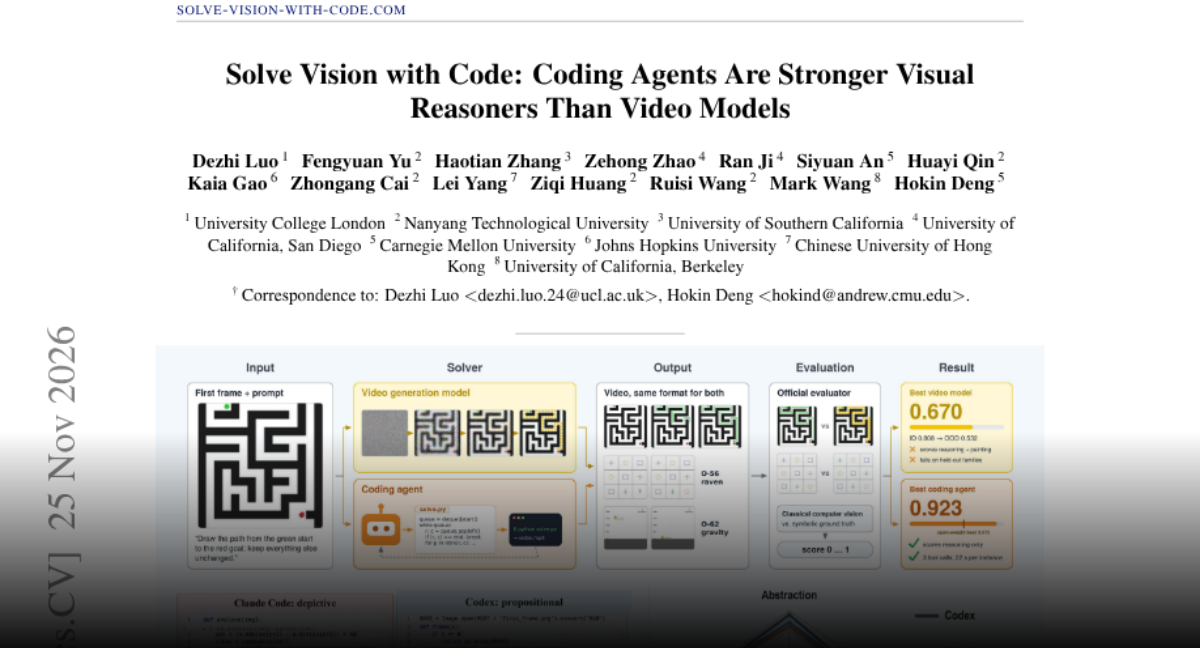 SOLVE-VISION-WITH-CODE.COM
Solve Vision with Code: Coding Agents Are Stronger Visual
Reasoners Than Video Models
Dezhi Luo 1 Fengyuan Yu 2 Haotian Zhang 3 Zehong Zhao 4 Ran Ji 4 Siyuan An 5 Huayi Qin 2
Kaia Gao 6 Zhongang Cai 2 Lei Yang 7 Ziqi Huang 2 Ruisi Wang 2 Mark Wang 8 Hokin Deng 5
1 University College London 2 Nanyang Technological University 3 University of Southern California 4 University of
California, San Diego 5 Carnegie Mellon University 6 Johns Hopkins University 7 Chinese University of Hong
Kong 8 University of California, Berkeley
† Correspondence to: Dezhi Luo <dezhi.luo.24@ucl.ac.uk>, Hokin Deng <hokind@andrew.cmu.edu>.
s.CV] 25 Nov 2026
Input
First frame + prompt
"Draw the path from the green start
to the red goal; keep everything else
unchanged."
Solver
Video generation model
Coding agent
solve.py
Output
Video, same format for both
G-56
raven
G-62
gravity
Evaluation
Official evaluator
vs
vs
Classical computer vision
vs. symbolic ground truth
score 0 ... 1
Result
Best video model
0.670
Best coding agent
0.923
Claude Code: depictive
Codex: propositional
Abstraction
Codex